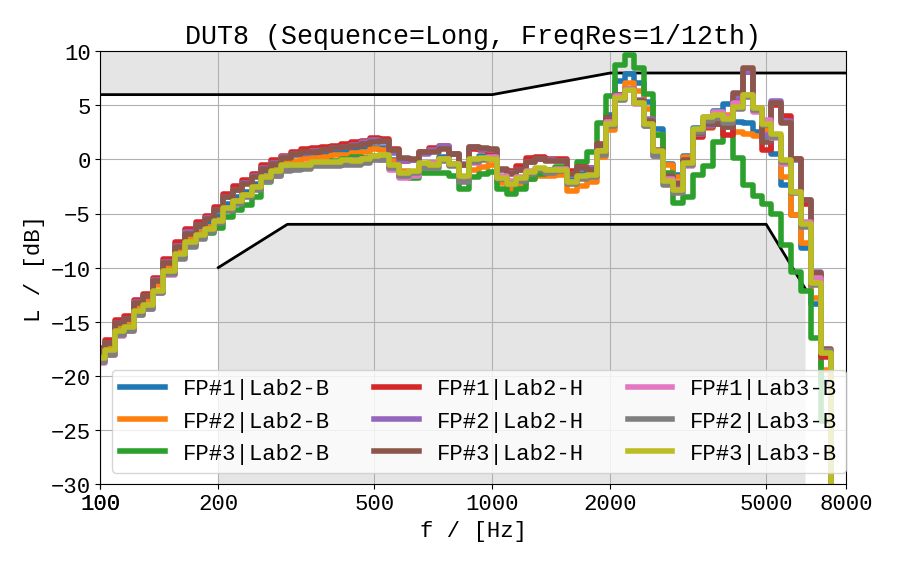 DUT8 (Sequence=Long, FreqRes=1/12th)
10
5
0
−5
−10
−15
−20
−25
−30
L / [dB]
FP#1|Lab2-B FP#1|Lab2-H FP#1|Lab3-B
FP#2|Lab2-B FP#2|Lab2-H FP#2|Lab3-B
FP#3|Lab2-B FP#3|Lab2-H FP#3|Lab3-B
100 200 500 1000 2000 5000 8000
f / [Hz]